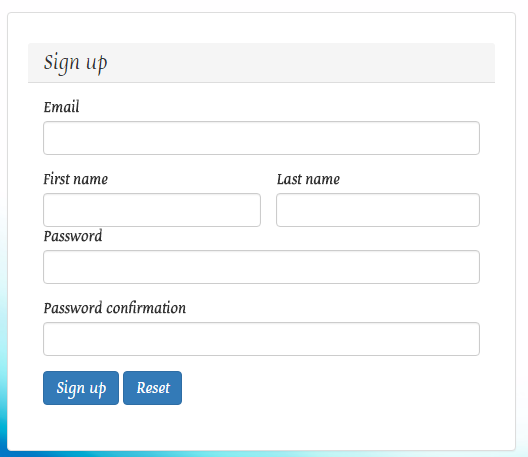 Sign up
Email
First name Last name
Password
Password confirmation
Sign up Reset